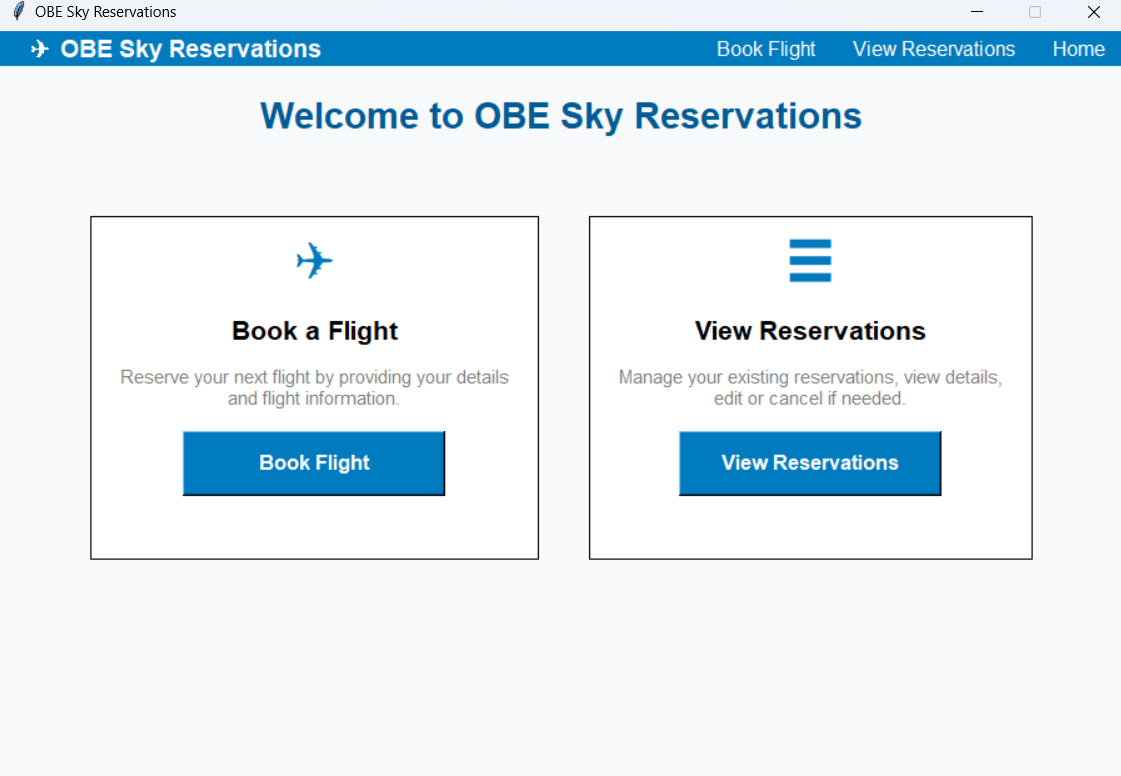 OBE Sky Reservations
✈ OBE Sky Reservations
Book Flight
View Reservations
Home
Welcome to OBE Sky Reservations
✈
Book a Flight
Reserve your next flight by providing your details
and flight information.
Book Flight
☰
View Reservations
Manage your existing reservations, view details,
edit or cancel if needed.
View Reservations